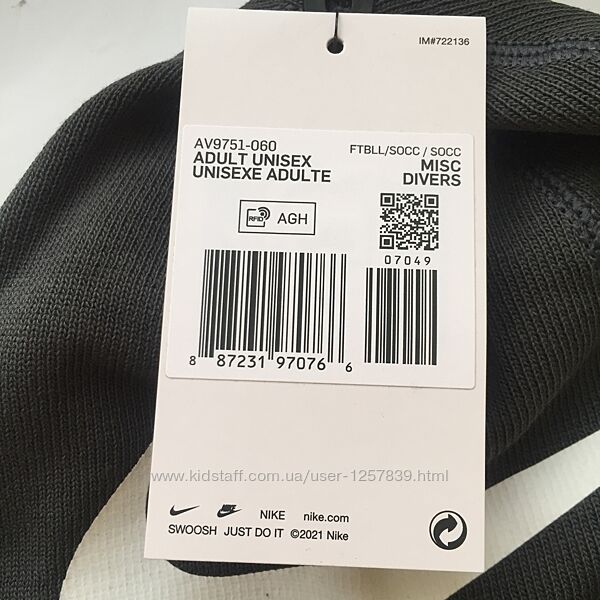 IM#722136
AV9751-060 FTBLL/SOCC / SOCC
ADULT UNISEX MISC
UNISEXE ADULTE DIVERS
RFID AGH
07049
8 87231 97076 6
www.kidstaff.com.ua/user-1257839.html
NIKE nike.com
SWOOSH JUST DO IT ©2021 Nike